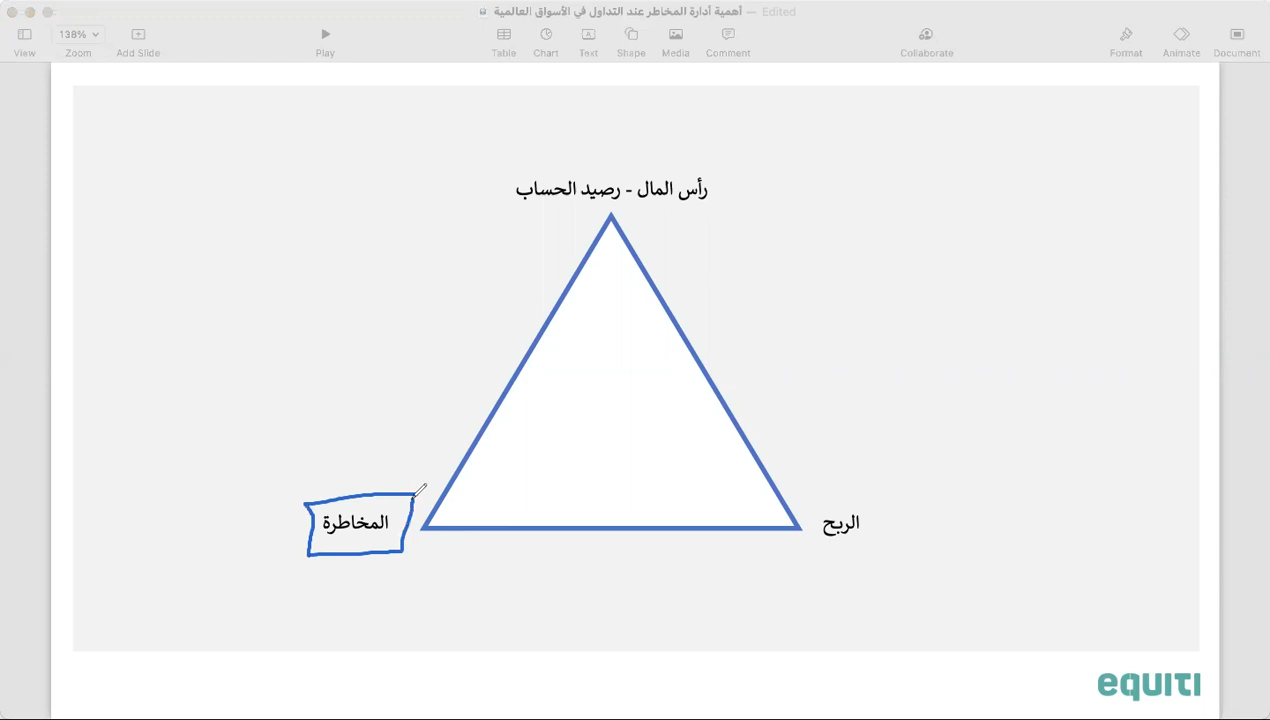 أهمية أدارة المخاطر عند التداول في الأسواق العالمية — Edited
138%
View
Zoom
Add Slide
Play
Table
Chart
Text
Shape
Media
Comment
Collaborate
Format
Animate
Document
رأس المال - رصيد الحساب
المخاطرة
الربح
equiti